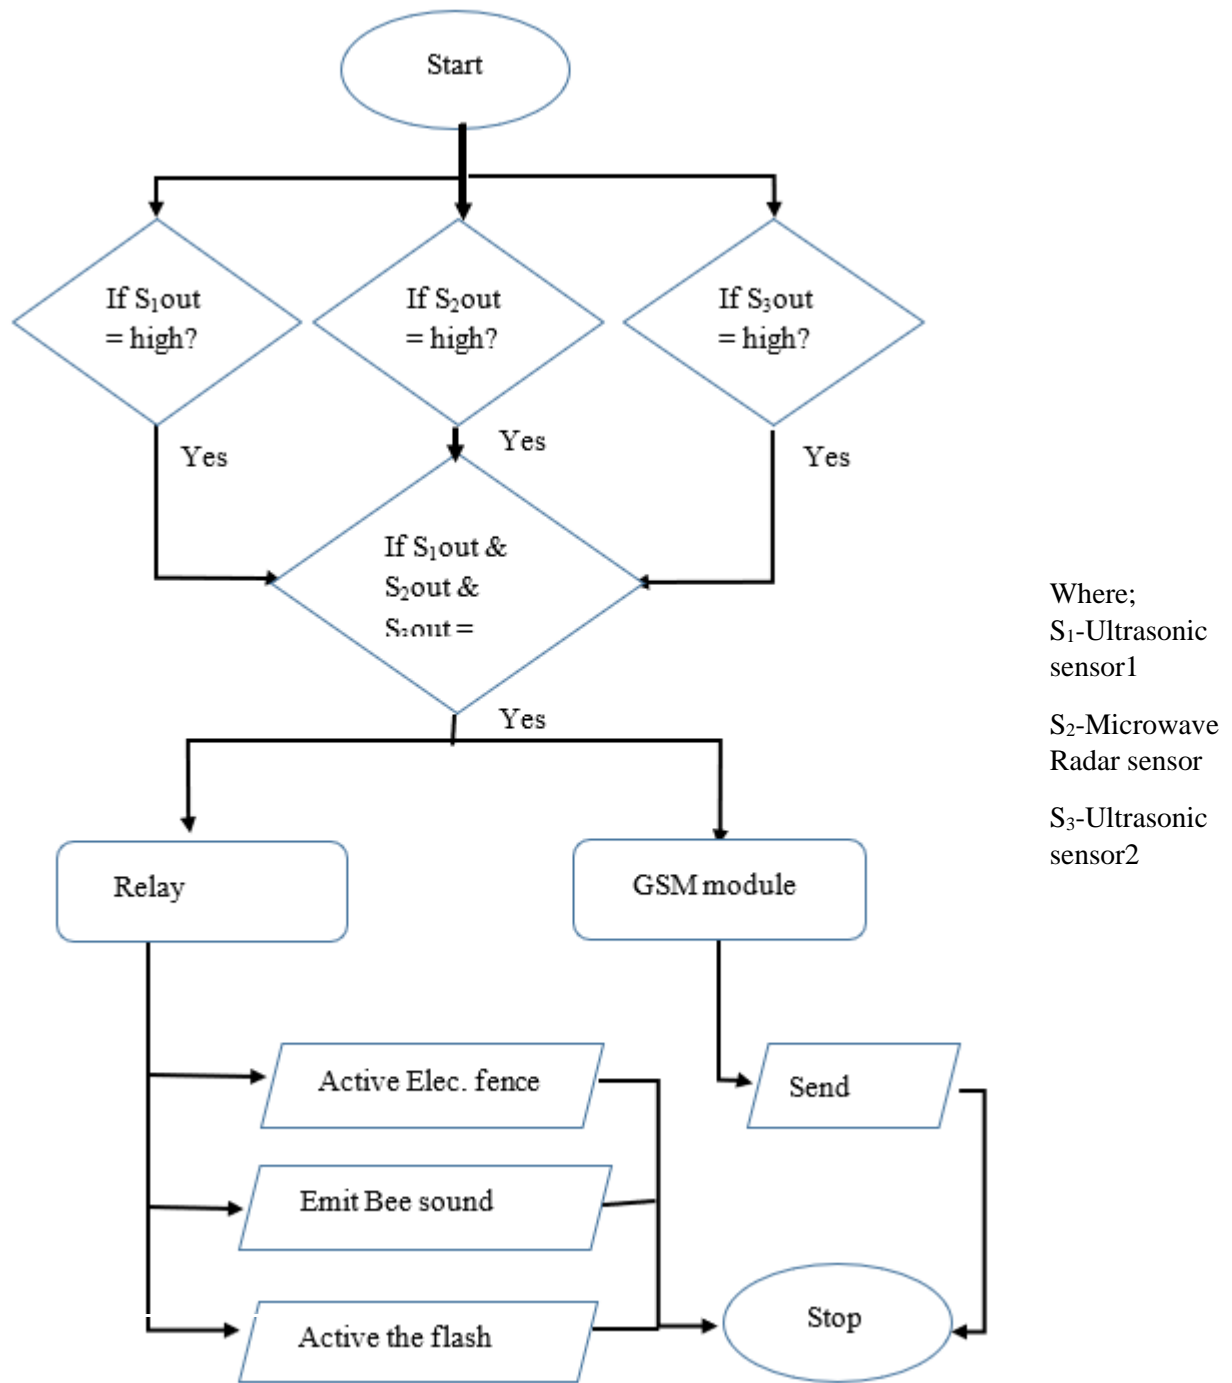 Start
If S₁out
= high?
If S₂out
= high?
If S₃out
= high?
Yes
Yes
Yes
If S₁out &
S₂out &
S₃out =
Yes
Where;
S₁-Ultrasonic
sensor1
S₂-Microwave
Radar sensor
S₃-Ultrasonic
sensor2
Relay
GSM module
Active Elec. fence
Send
Emit Bee sound
Active the flash
Stop